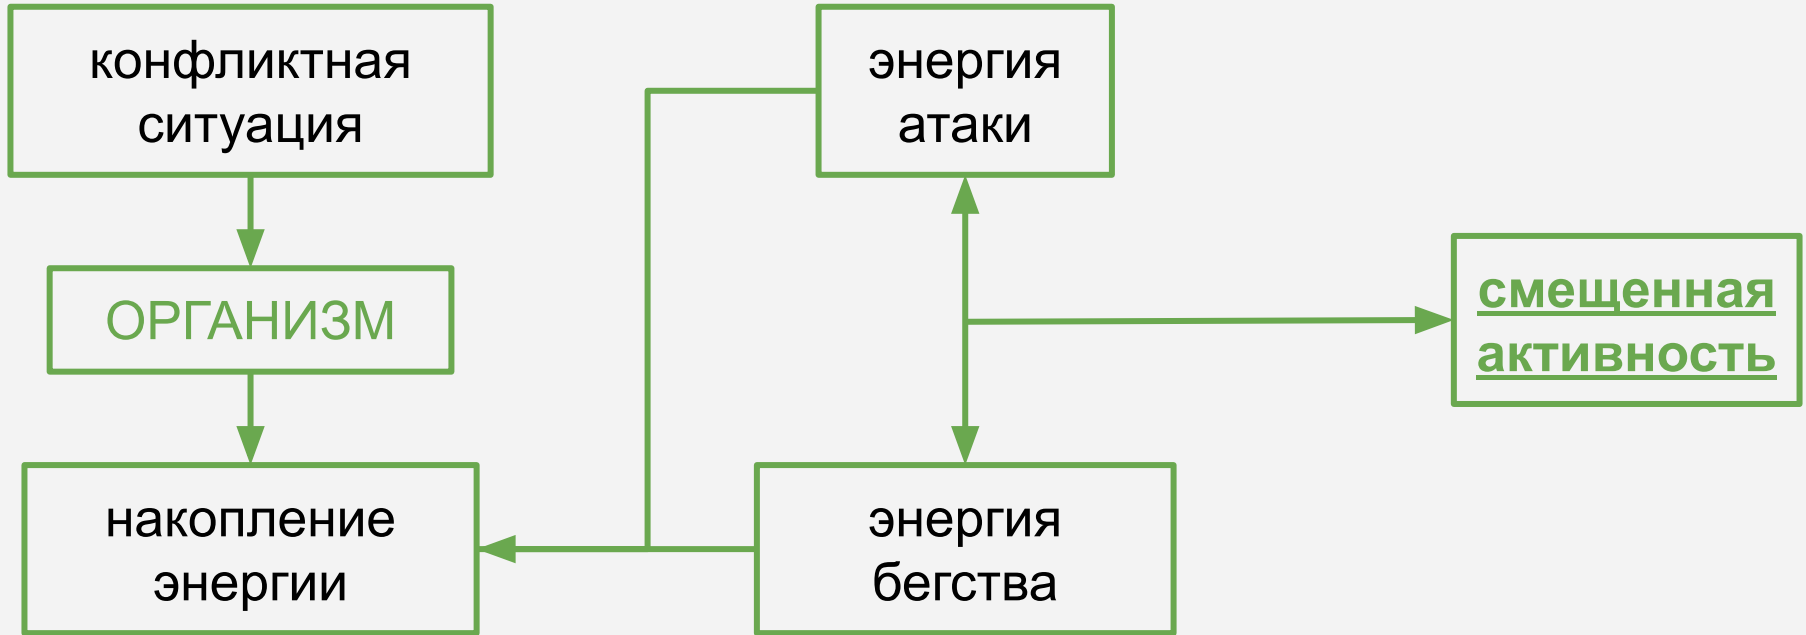 конфликтная
ситуация
ОРГАНИЗМ
накопление
энергии
энергия
атаки
энергия
бегства
смещенная
активность